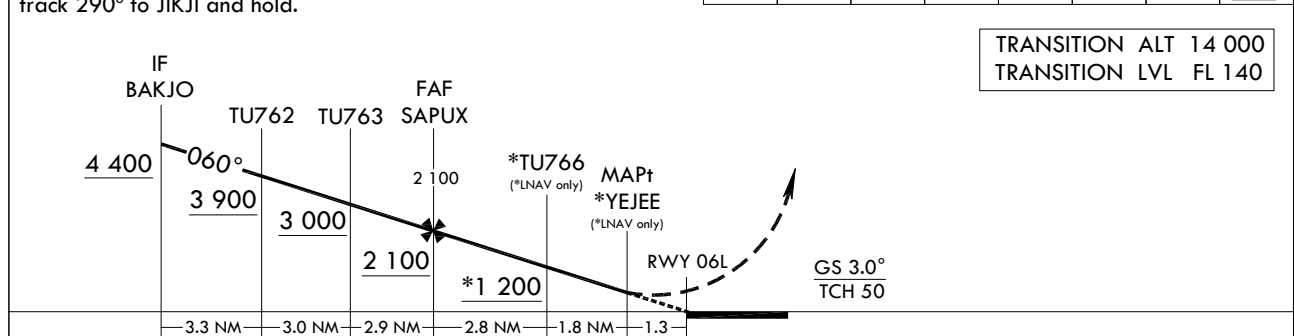 track 290° to JIKJI and hold.
TRANSITION ALT 14 000
TRANSITION LVL FL 140
IF
BAKJO
TU762
TU763
FAF
SAPUX
4 400
060°
3 900
3 000
2 100
2 100
*TU766
(*LNAV only)
*1 200
MAPt
*YEJEE
(*LNAV only)
RWY 06L
GS 3.0°
TCH 50
3.3 NM 3.0 NM 2.9 NM 2.8 NM 1.8 NM 1.3